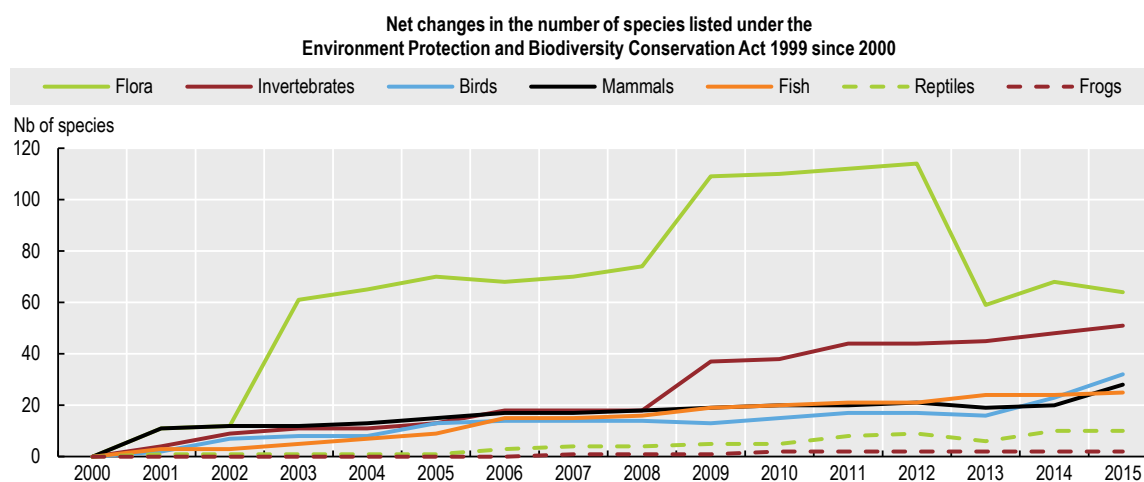 Net changes in the number of species listed under the
Environment Protection and Biodiversity Conservation Act 1999 since 2000
Flora Invertebrates Birds Mammals Fish Reptiles Frogs
Nb of species
120
100
80
60
40
20
0
2000 2001 2002 2003 2004 2005 2006 2007 2008 2009 2010 2011 2012 2013 2014 2015